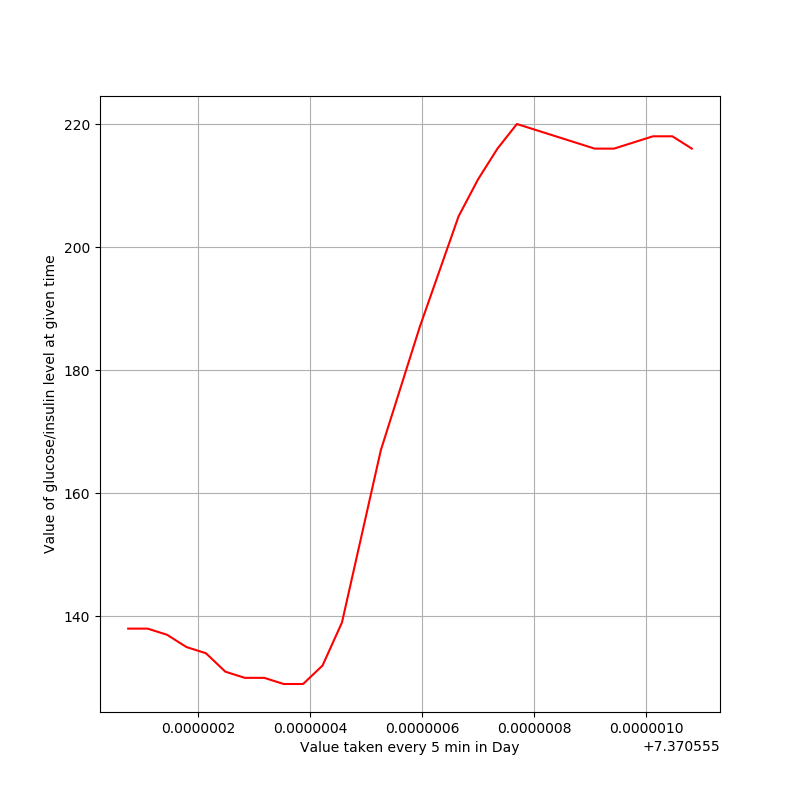 220
200
180
160
140
Value of glucose/insulin level at given time
0.0000002 0.0000004 0.0000006 0.0000008 0.0000010
Value taken every 5 min in Day
+7.370555